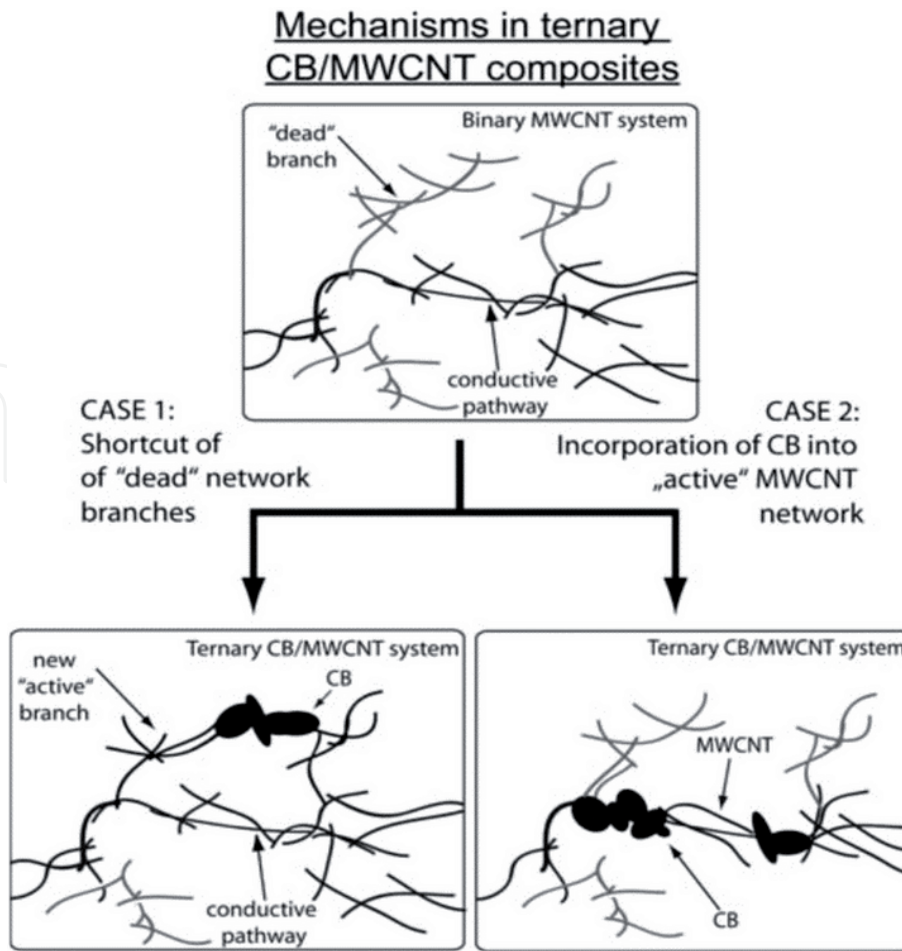 Mechanisms in ternary
CB/MWCNT composites
Binary MWCNT system
"dead"
branch
conductive
pathway
CASE 1:
Shortcut of
of "dead" network
branches
CASE 2:
Incorporation of CB into
„active" MWCNT
network
Ternary CB/MWCNT system
new
"active"
branch
CB
conductive
pathway
Ternary CB/MWCNT system
MWCNT
CB